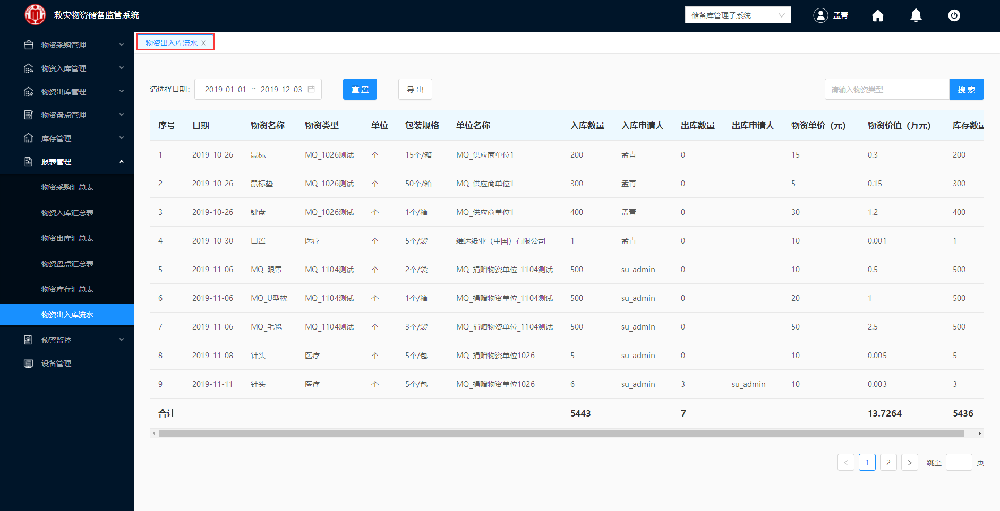 救灾物资储备监管系统
储备库管理子系统
孟青
物资采购管理
物资入库管理
物资出库管理
物资盘点管理
库存管理
报表管理
物资采购汇总表
物资入库汇总表
物资出库汇总表
物资盘点汇总表
物资库存汇总表
物资出入库流水
预警监控
设备管理
物资出入库流水 ×
请选择日期： 2019-01-01 ~ 2019-12-03 重 置 导 出 请输入物资类型 搜 索
序号 日期 物资名称 物资类型 单位 包装规格 单位名称 入库数量 入库申请人 出库数量 出库申请人 物资单价（元） 物资价值（万元） 库存数量
1 2019-10-26 鼠标 MQ_1026测试 个 15个/箱 MQ_供应商单位1 200 孟青 0 15 0.3 200
2 2019-10-26 鼠标垫 MQ_1026测试 个 50个/箱 MQ_供应商单位1 300 孟青 0 5 0.15 300
3 2019-10-26 键盘 MQ_1026测试 个 1个/箱 MQ_供应商单位1 400 孟青 0 30 1.2 400
4 2019-10-30 口罩 医疗 个 5个/袋 维达纸业（中国）有限公司 1 孟青 0 10 0.001 1
5 2019-11-06 MQ_眼罩 MQ_1104测试 个 2个/袋 MQ_捐赠物资单位_1104测试 500 su_admin 0 10 0.5 500
6 2019-11-06 MQ_U型枕 MQ_1104测试 个 1个/箱 MQ_捐赠物资单位_1104测试 500 su_admin 0 20 1 500
7 2019-11-06 MQ_毛毯 MQ_1104测试 个 3个/袋 MQ_捐赠物资单位_1104测试 500 su_admin 0 50 2.5 500
8 2019-11-08 针头 医疗 个 5个/包 MQ_捐赠物资单位1026 5 su_admin 0 10 0.005 5
9 2019-11-11 针头 医疗 个 5个/包 MQ_捐赠物资单位1026 6 su_admin 3 su_admin 10 0.003 3
合计 5443 7 13.7264 5436
< 1 2 > 跳至 页